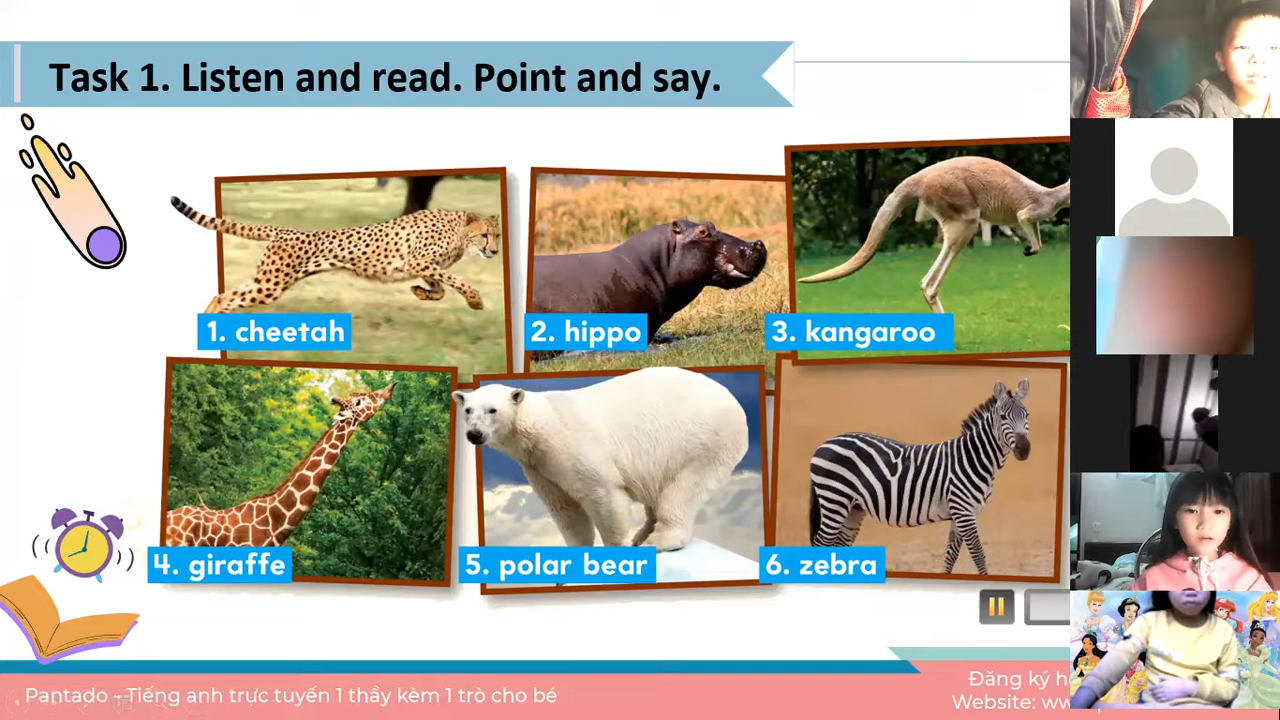 Task 1. Listen and read. Point and say.
1. cheetah
2. hippo
3. kangaroo
4. giraffe
5. polar bear
6. zebra
Pantado - Tiếng anh trực tuyến 1 thầy kèm 1 trò cho bé
Đăng ký
Website: